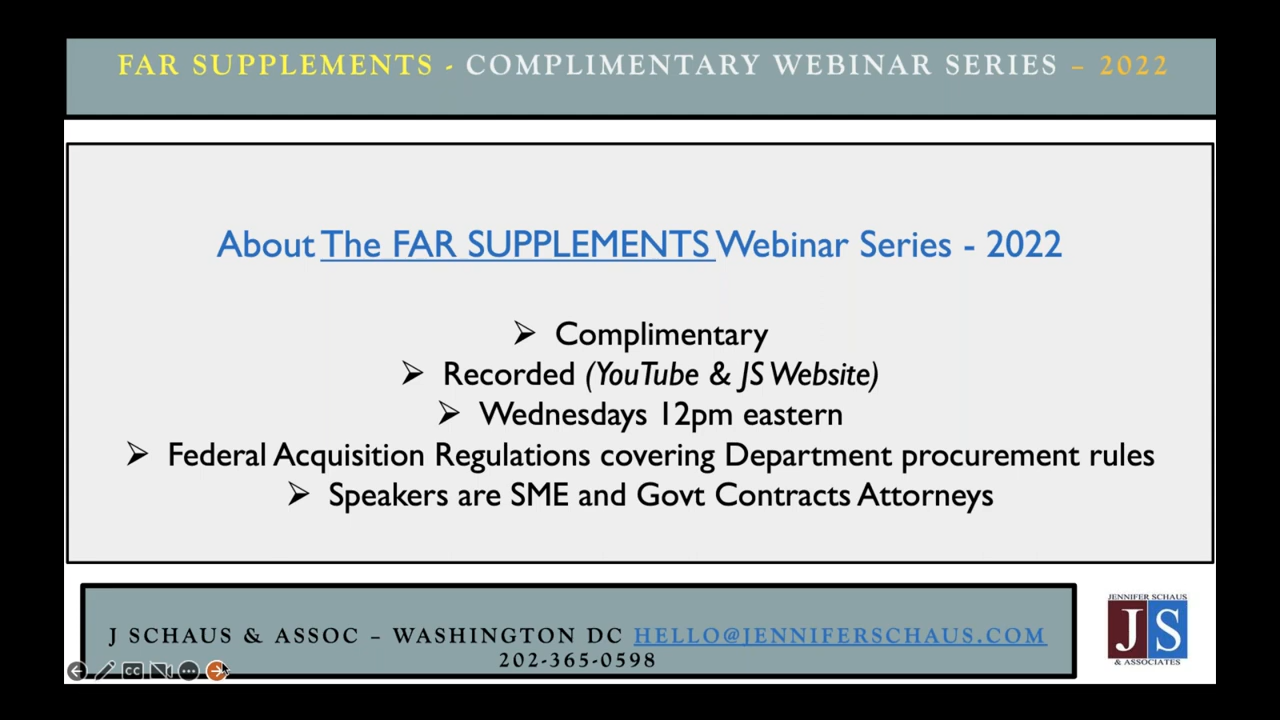 FAR SUPPLEMENTS - COMPLIMENTARY WEBINAR SERIES – 2022
About The FAR SUPPLEMENTS Webinar Series - 2022
➢ Complimentary
➢ Recorded (YouTube & JS Website)
➢ Wednesdays 12pm eastern
➢ Federal Acquisition Regulations covering Department procurement rules
➢ Speakers are SME and Govt Contracts Attorneys
J SCHAUS & ASSOC – WASHINGTON DC HELLO@JENNIFERSCHAUS.COM
202-365-0598
CC
JENNIFER SCHAUS
JS
& ASSOCIATES